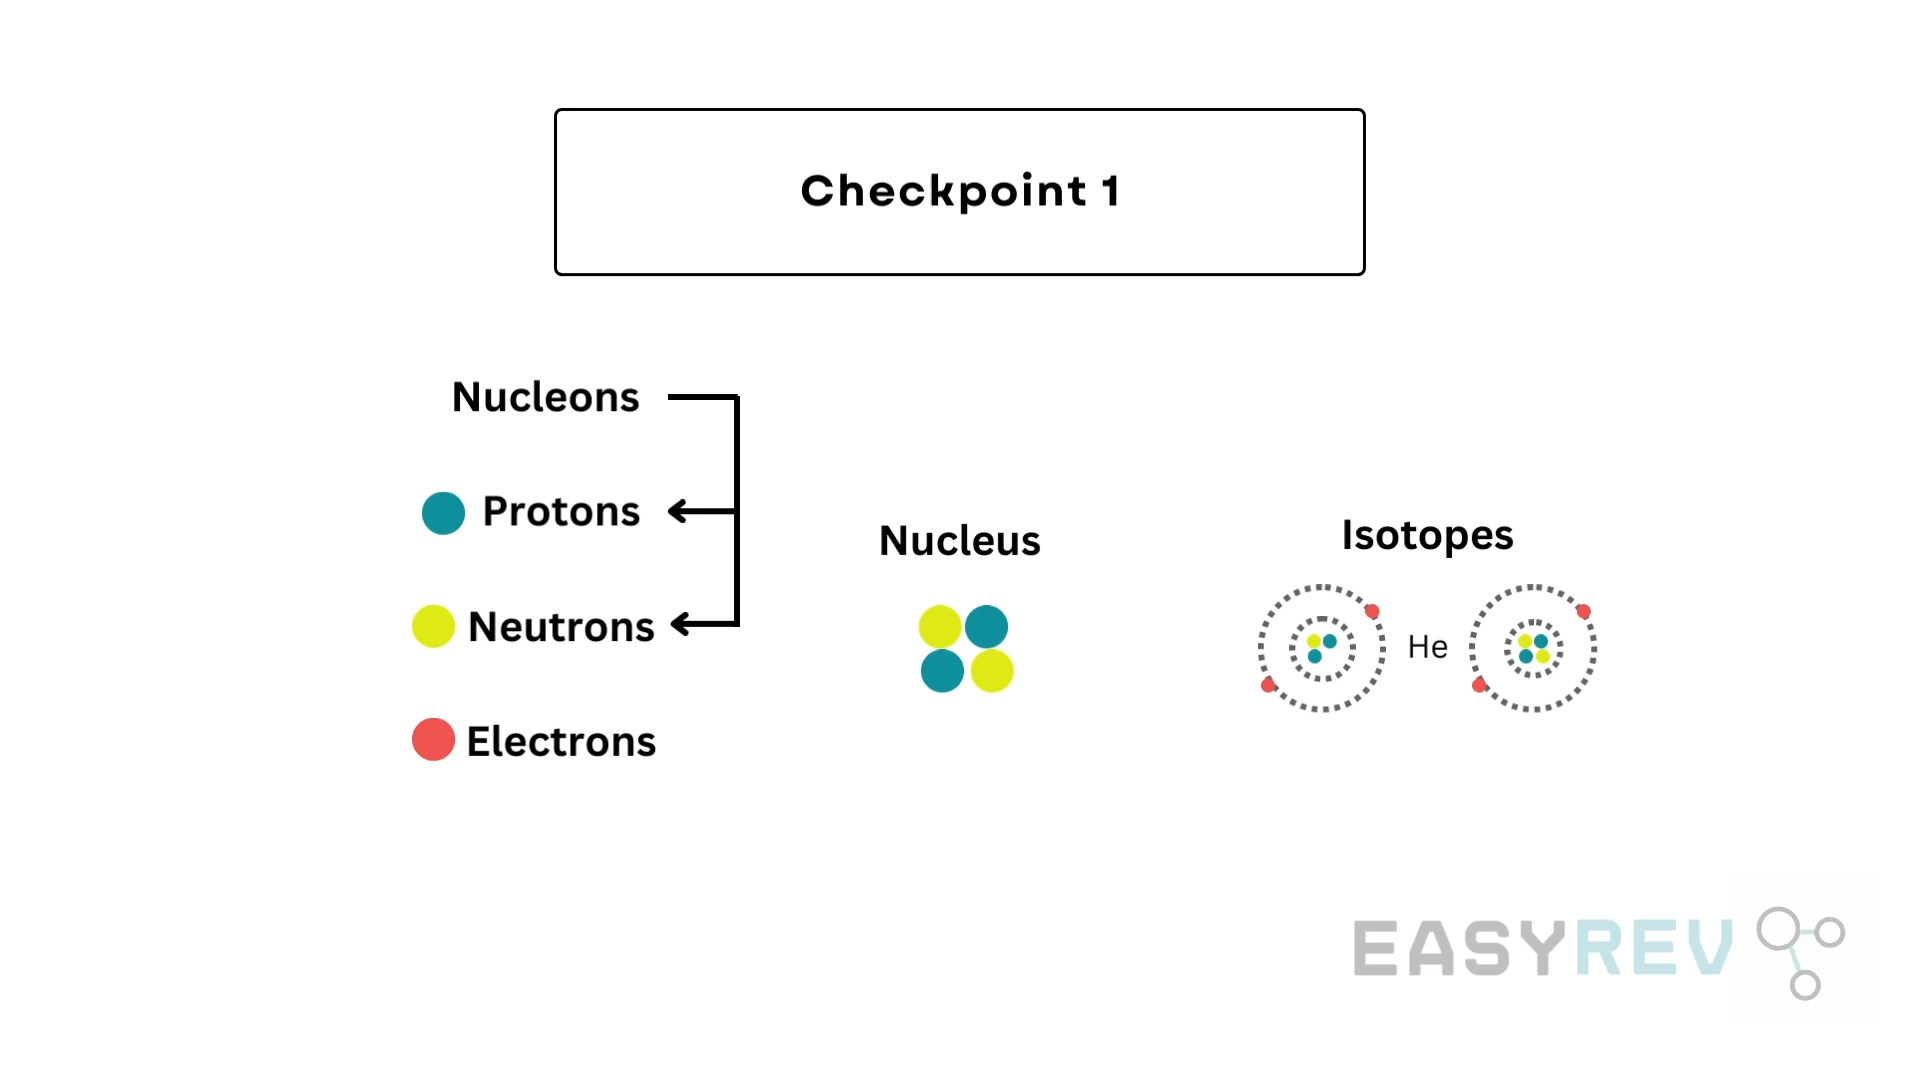 Checkpoint 1
Nucleons
Protons
Neutrons
Electrons
Nucleus
Isotopes
He
EASYREV